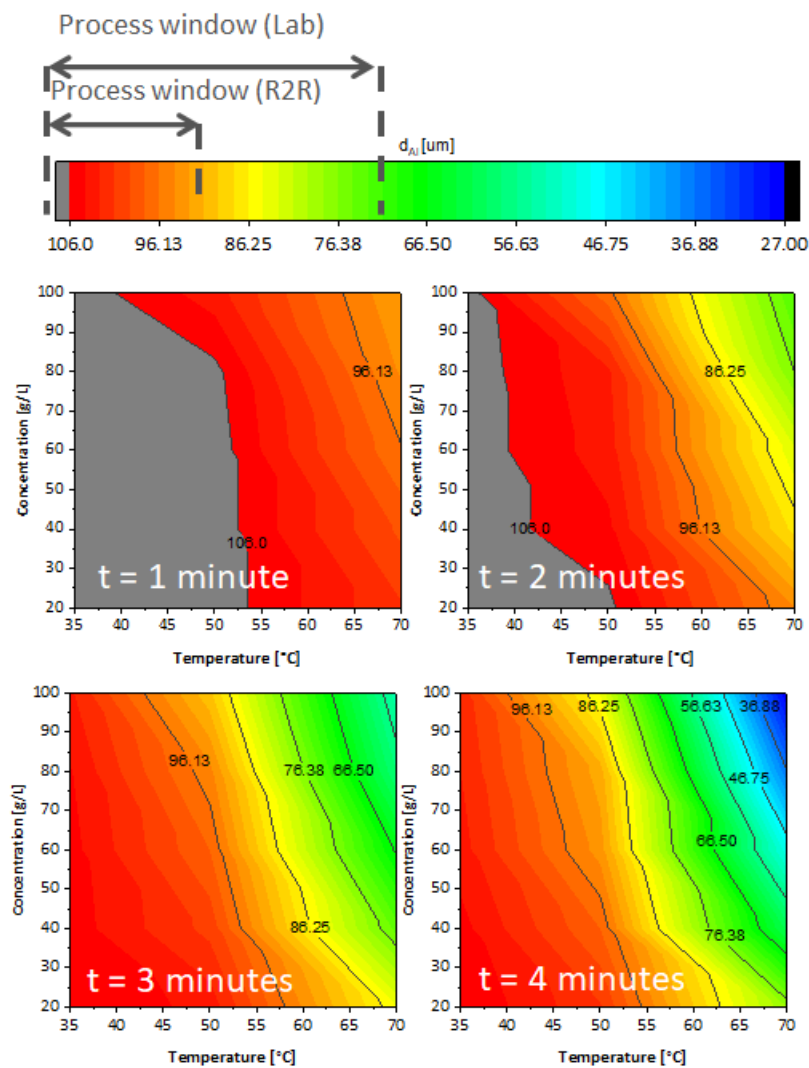 Process window (Lab)
Process window (R2R)
d_Al [um]
106.0 96.13 86.25 76.38 66.50 56.63 46.75 36.88 27.00
100
90
80
70
60
50
40
30
20
Concentration [g/L]
96.13
106.0
t = 1 minute
35 40 45 50 55 60 65 70
Temperature [°C]
100
90
80
70
60
50
40
30
20
Concentration [g/L]
86.25
96.13
106.0
t = 2 minutes
35 40 45 50 55 60 65 70
Temperature [°C]
100
90
80
70
60
50
40
30
20
Concentration [g/L]
96.13
76.38
66.50
86.25
t = 3 minutes
35 40 45 50 55 60 65 70
Temperature [°C]
100
90
80
70
60
50
40
30
20
Concentration [g/L]
96.13
86.25
56.63
36.88
46.75
66.50
76.38
t = 4 minutes
35 40 45 50 55 60 65 70
Temperature [°C]